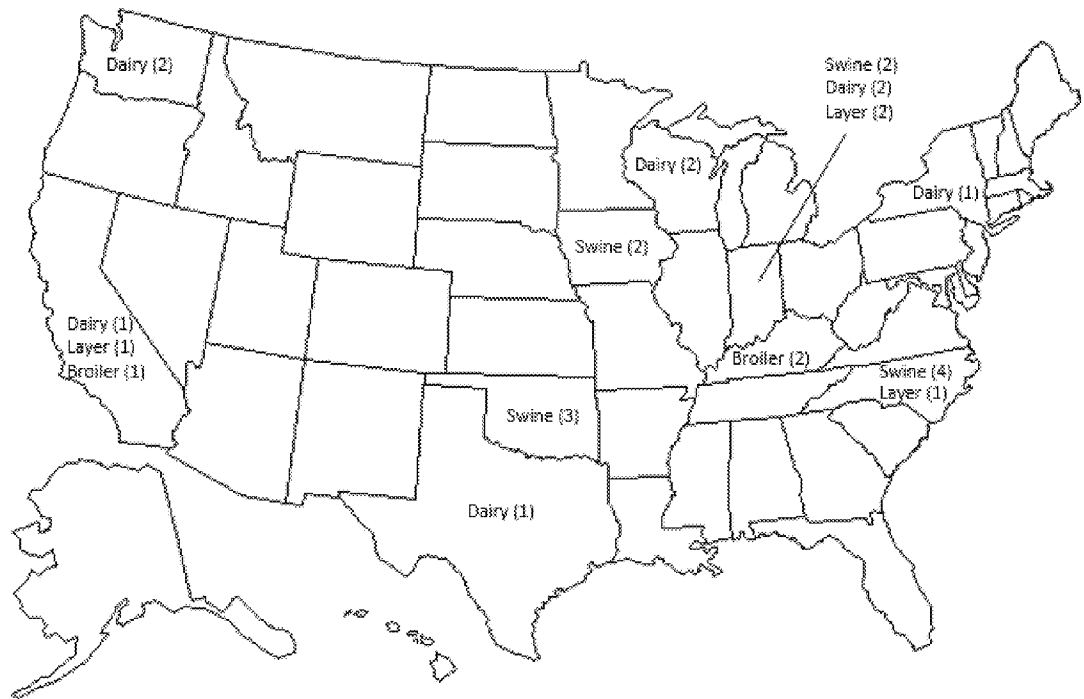 Dairy (2)
Swine (2)
Dairy (2)
Layer (2)
Dairy (2)
Dairy (1)
Swine (2)
Dairy (1)
Layer (1)
Broiler (1)
Broiler (2)
Swine (4)
Layer (1)
Swine (3)
Dairy (1)